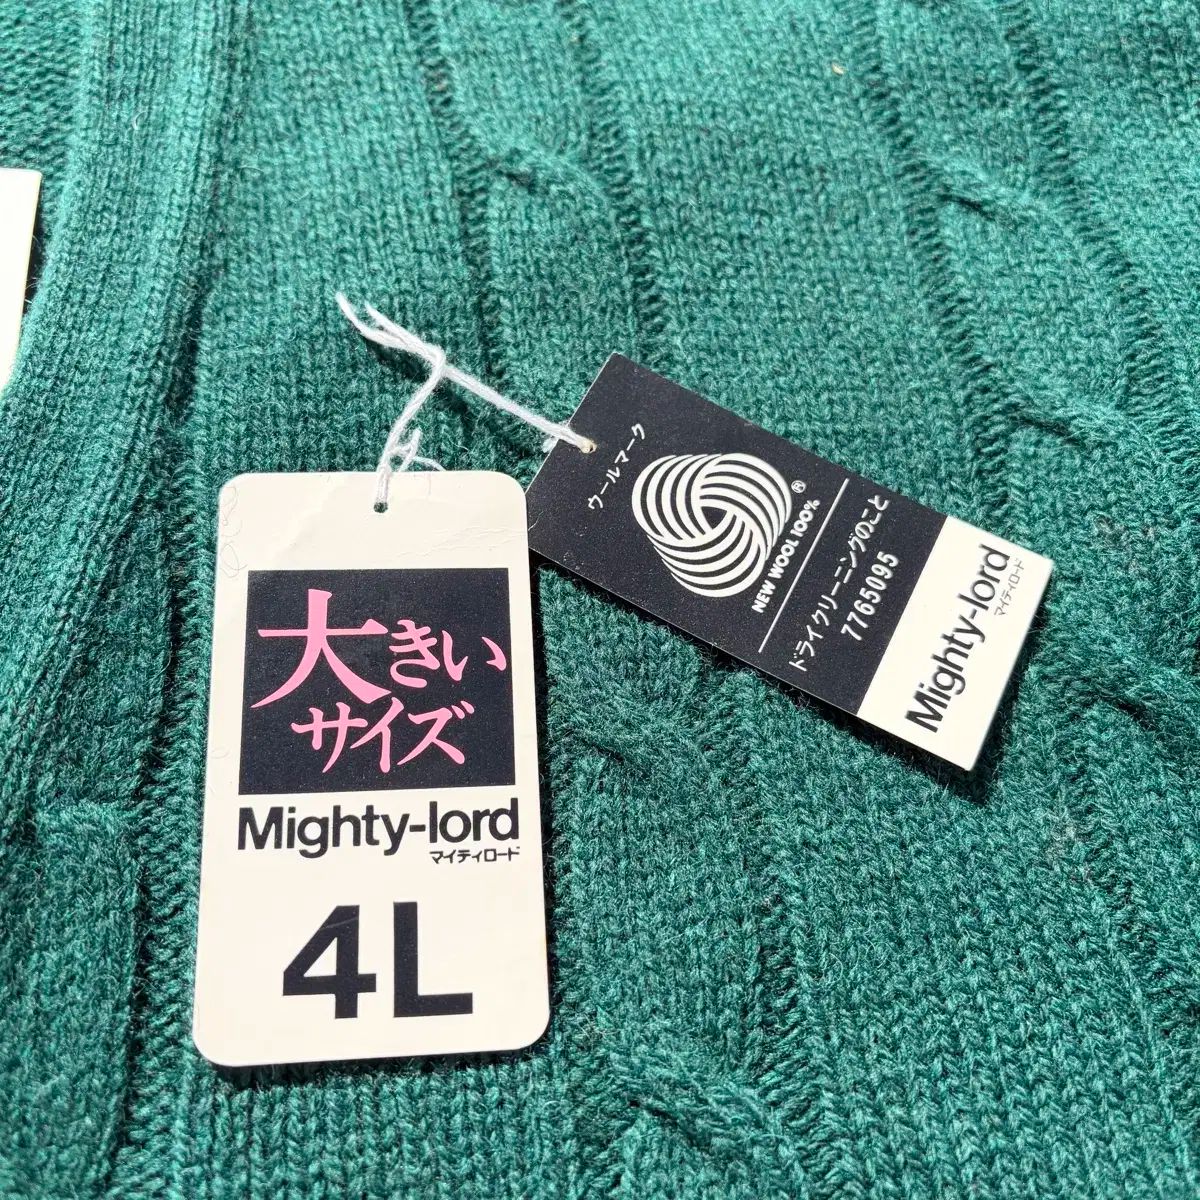 大きい
サイズ
Mighty-lord
マイティロード
4L
ウールマーク
®
NEW WOOL 100%
ドライクリーニングのこと
7765095
Mighty-lord
マイティロード